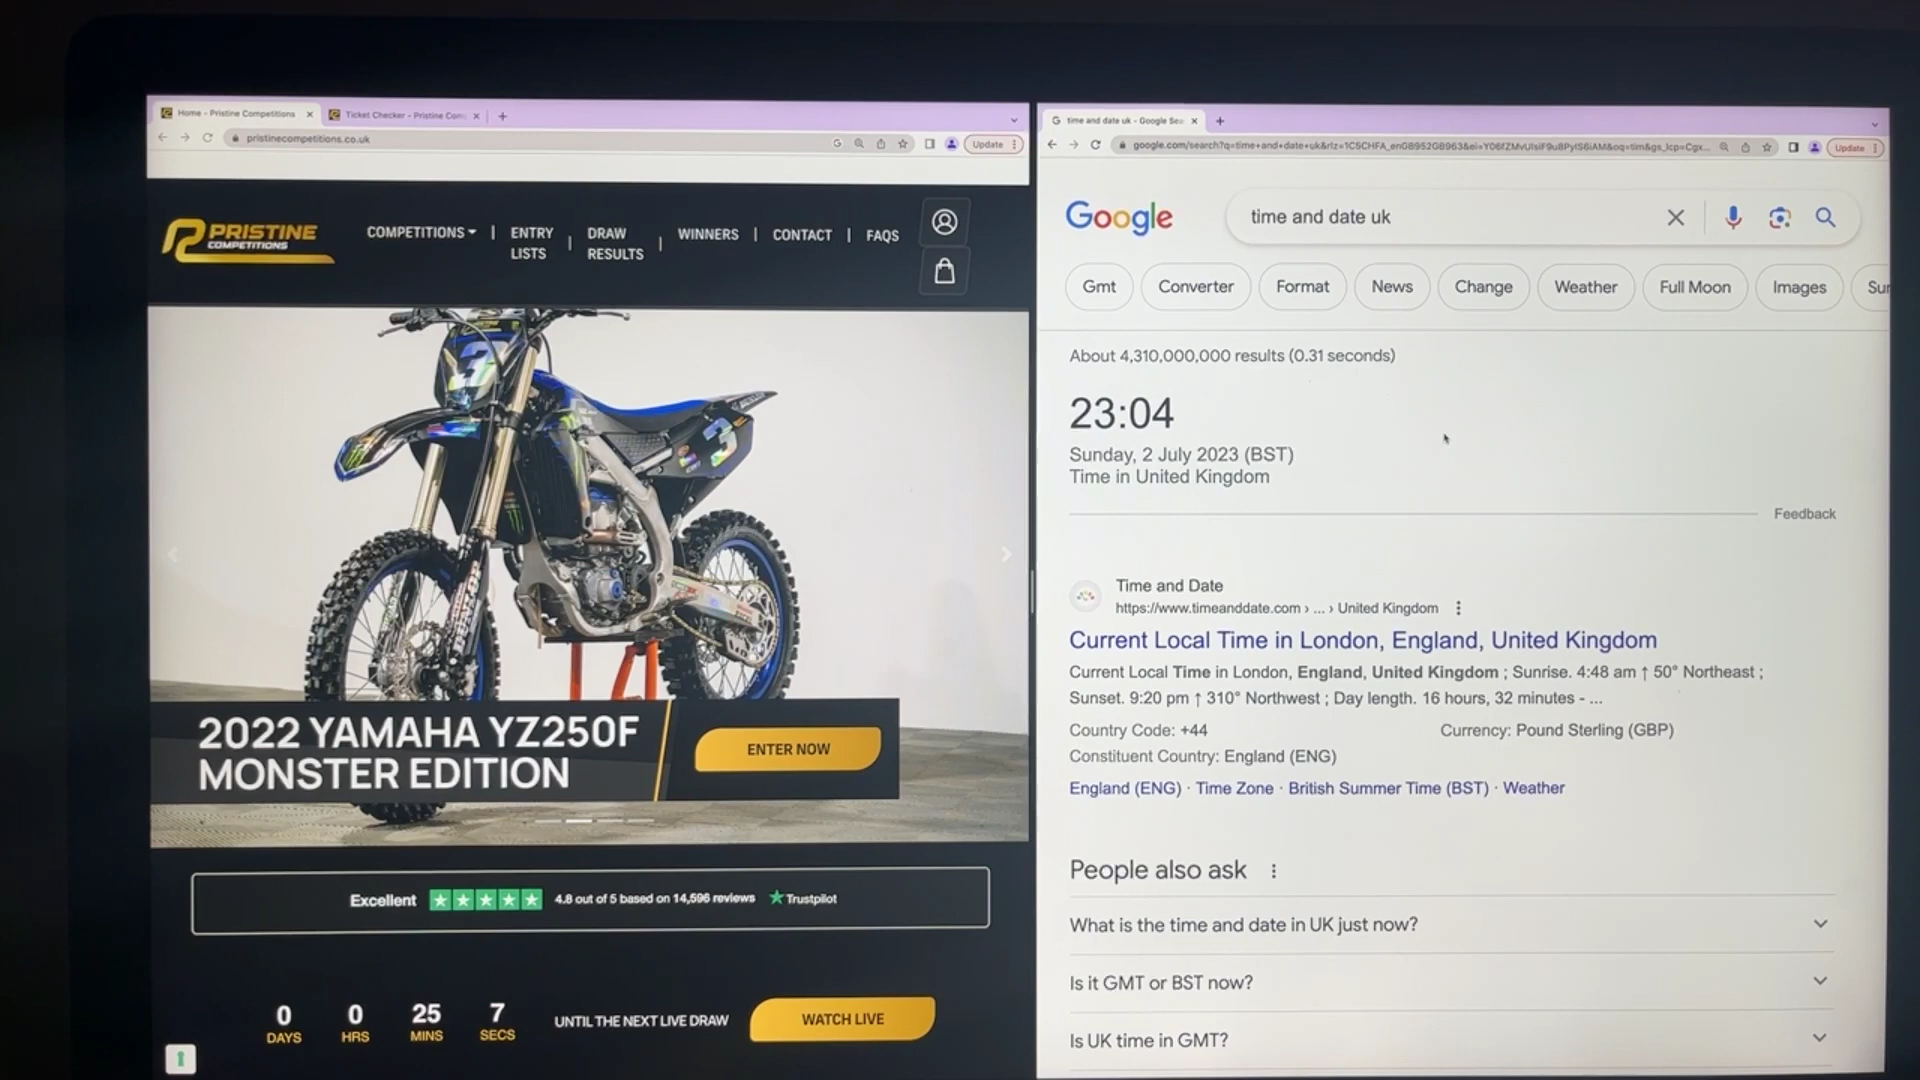 Home - Pristine Competitions
Ticket Checker - Pristine Com
pristinecompetitions.co.uk
Update
PRISTINE
COMPETITIONS
COMPETITIONS
ENTRY
LISTS
DRAW
RESULTS
WINNERS
CONTACT
FAQS
3
3
2022 YAMAHA YZ250F
MONSTER EDITION
ENTER NOW
Excellent
4.8 out of 5 based on 14,596 reviews
Trustpilot
0
DAYS
0
HRS
25
MINS
7
SECS
UNTIL THE NEXT LIVE DRAW
WATCH LIVE
time and date uk - Google Sea
Update
Google
time and date uk
Gmt
Converter
Format
News
Change
Weather
Full Moon
Images
Sun
About 4,310,000,000 results (0.31 seconds)
23:04
Sunday, 2 July 2023 (BST)
Time in United Kingdom
Feedback
Time and Date
https://www.timeanddate.com › ... › United Kingdom
Current Local Time in London, England, United Kingdom
Current Local Time in London, England, United Kingdom ; Sunrise. 4:48 am ↑ 50° Northeast ;
Sunset. 9:20 pm ↑ 310° Northwest ; Day length. 16 hours, 32 minutes - ...
Country Code: +44
Currency: Pound Sterling (GBP)
Constituent Country: England (ENG)
England (ENG) · Time Zone · British Summer Time (BST) · Weather
People also ask
What is the time and date in UK just now?
Is it GMT or BST now?
Is UK time in GMT?